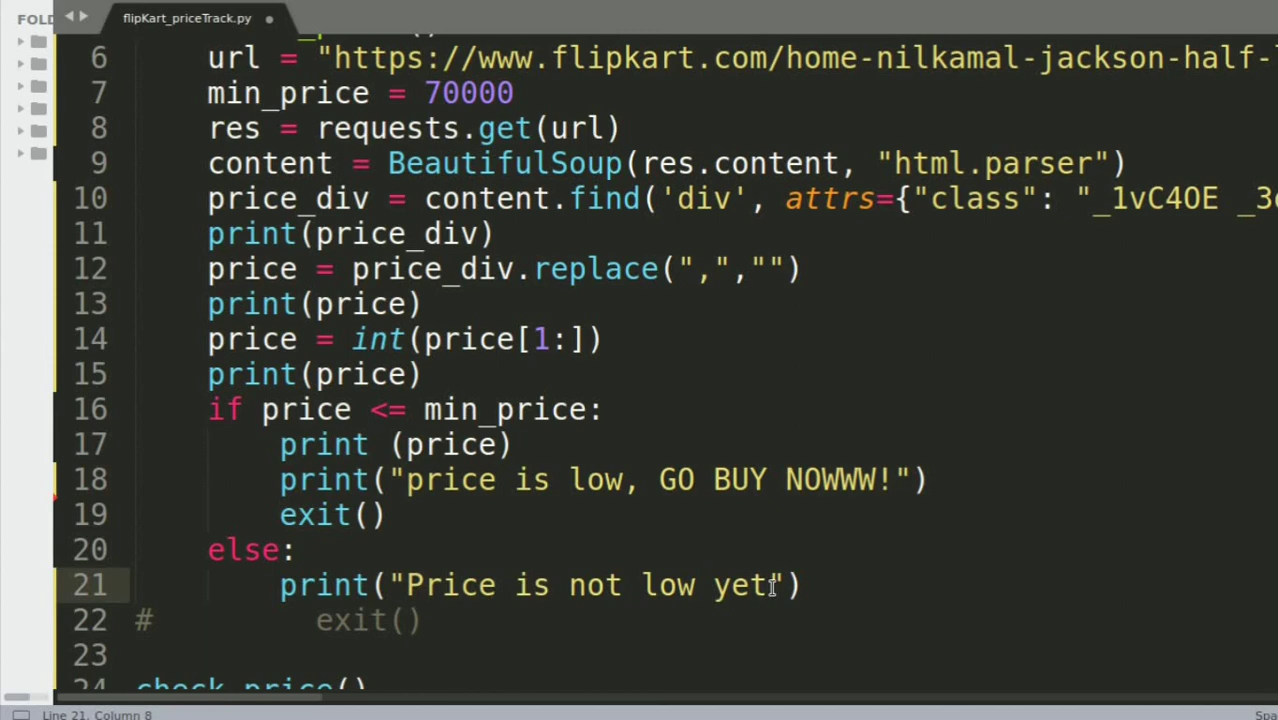 FOLD
flipKart_priceTrack.py
6 url = "https://www.flipkart.com/home-nilkamal-jackson-half-
7 min_price = 70000
8 res = requests.get(url)
9 content = BeautifulSoup(res.content, "html.parser")
10 price_div = content.find('div', attrs={"class": "_1vC4OE
11 print(price_div)
12 price = price_div.replace(",","")
13 print(price)
14 price = int(price[1:])
15 print(price)
16 if price <= min_price:
17 print (price)
18 print("price is low, GO BUY NOWWW!")
19 exit()
20 else:
21 print("Price is not low yet")
22 # exit()
23
24 check_price()
Line 21, Column 8
Spa